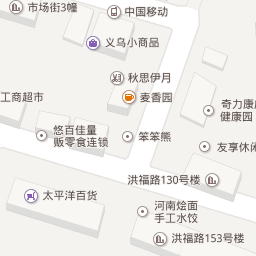 市场街3幢
中国移动
义乌小商品
秋思伊月
麦香园
工商超市
奇力康
健康园
悠百佳量
贩零食连锁
笨笨熊
友享休闲
洪福路130号楼
太平洋百货
河南烩面
手工水饺
洪福路153号楼